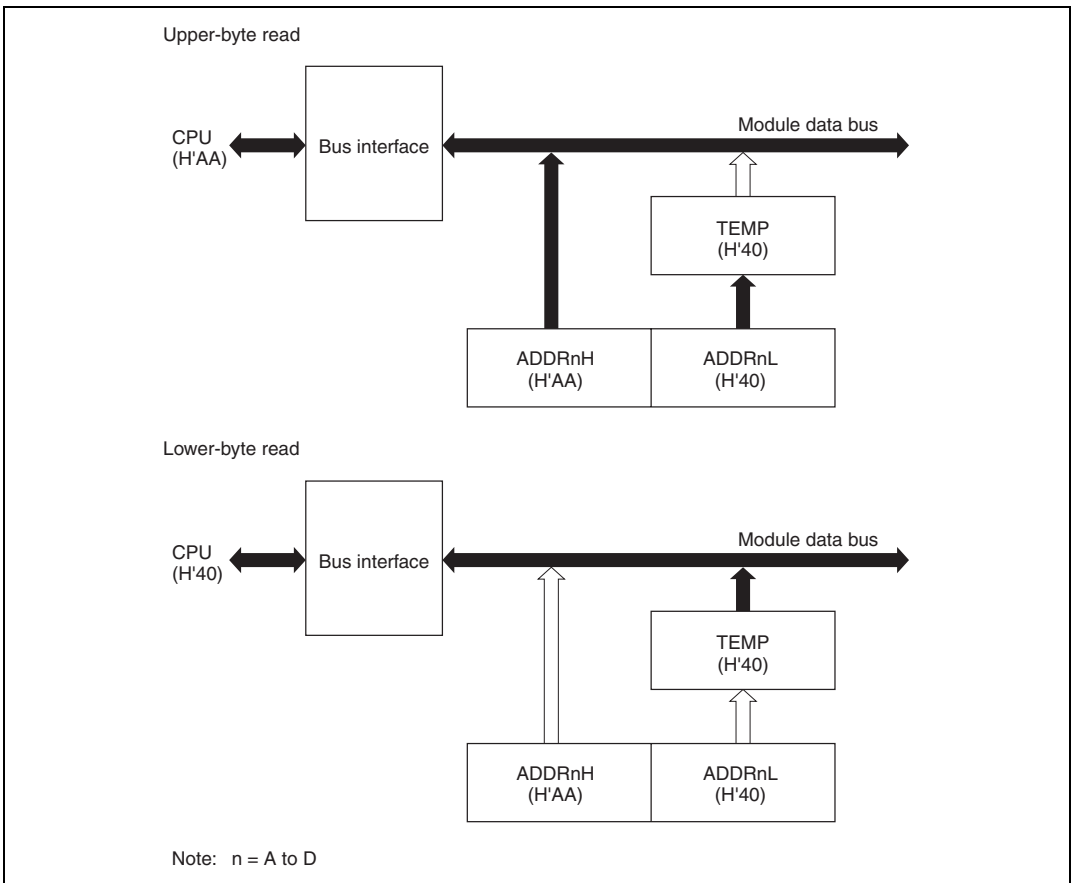 Upper-byte read
Module data bus
CPU
(H'AA)
Bus interface
TEMP
(H'40)
ADDRnH
(H'AA)
ADDRnL
(H'40)
Lower-byte read
Module data bus
CPU
(H'40)
Bus interface
TEMP
(H'40)
ADDRnH
(H'AA)
ADDRnL
(H'40)
Note: n = A to D